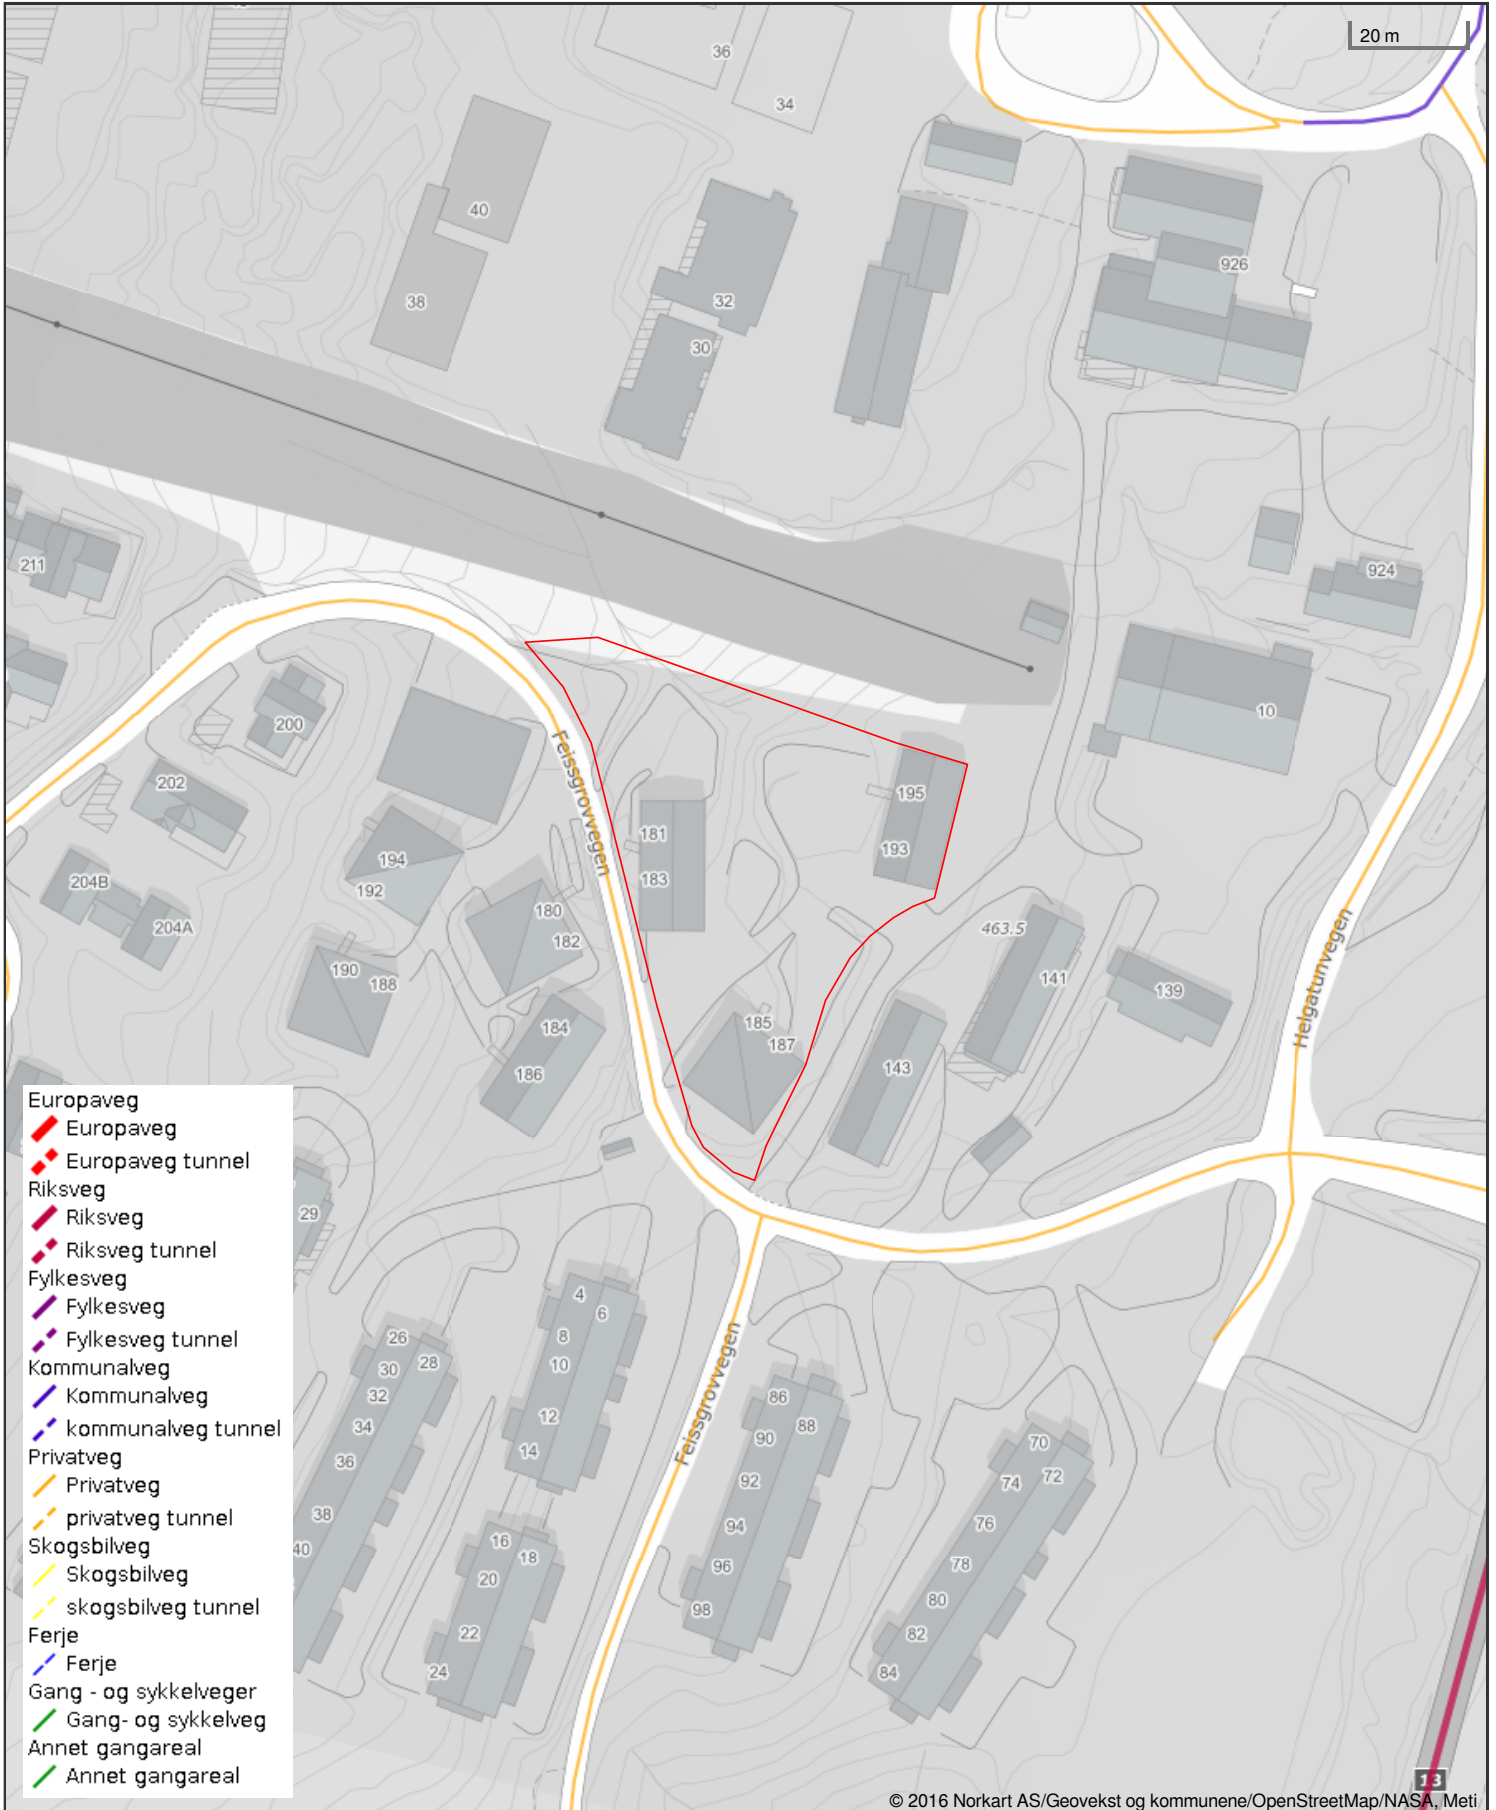 20 m
36
34
40
38
32
30
926
211
924
10
200
202
Feissgrovvegen
195
193
181
183
194
192
204B
204A
180
182
463.5
190
188
141
139
Helgatunvegen
185
187
184
186
143
29
4
6
8
10
12
14
26
28
30
32
34
36
38
40
Feissgrovvegen
86
88
90
92
94
96
98
70
72
74
76
78
80
82
84
16
18
20
22
24
Europaveg
Europaveg
Europaveg tunnel
Riksveg
Riksveg
Riksveg tunnel
Fylkesveg
Fylkesveg
Fylkesveg tunnel
Kommunalveg
Kommunalveg
kommunalveg tunnel
Privatveg
Privatveg
privatveg tunnel
Skogsbilveg
Skogsbilveg
skogsbilveg tunnel
Ferje
Ferje
Gang - og sykkelveger
Gang- og sykkelveg
Annet gangareal
Annet gangareal
13
© 2016 Norkart AS/Geovekst og kommunene/OpenStreetMap/NASA, Meti